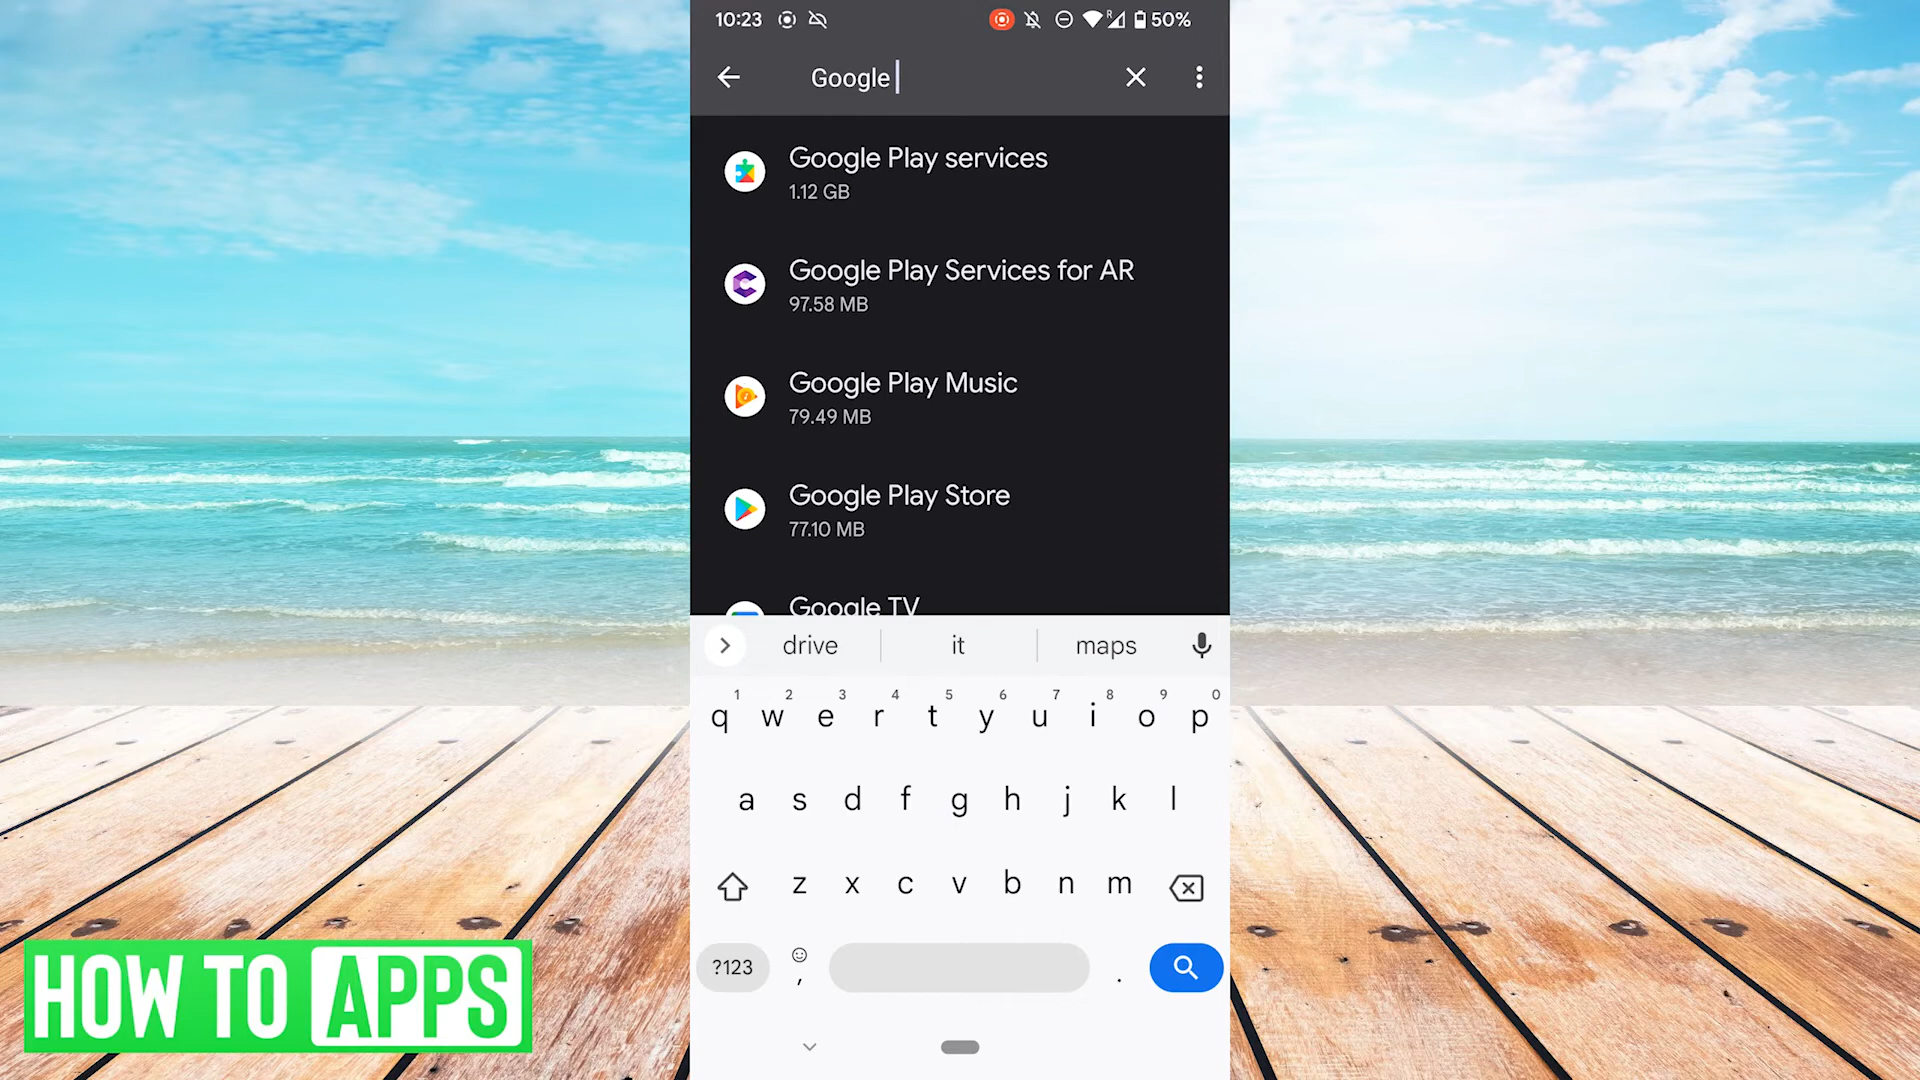 10:23
R
50%
Google
Google Play services
1.12 GB
Google Play Services for AR
97.58 MB
Google Play Music
79.49 MB
Google Play Store
77.10 MB
Google TV
drive it maps
1 2 3 4 5 6 7 8 9 0
q w e r t y u i o p
a s d f g h j k l
z x c v b n m
?123 , .
HOW TO APPS